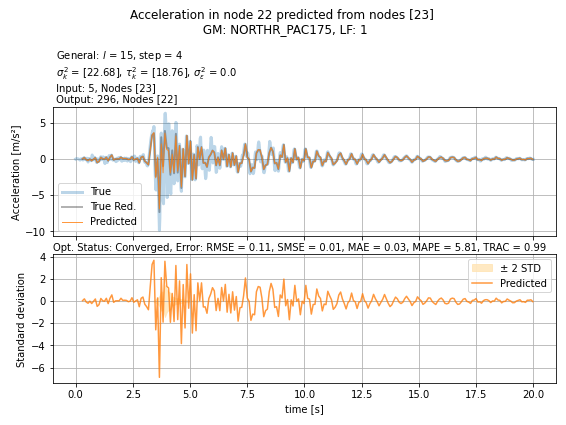 Acceleration in node 22 predicted from nodes [23]
GM: NORTHR_PAC175, LF: 1
General: l = 15, step = 4
σ²ₖ = [22.68], τ²ₖ = [18.76], σ²ε = 0.0
Input: 5, Nodes [23]
Output: 296, Nodes [22]
Acceleration [m/s²]
5
0
−5
−10
True
True Red.
Predicted
Opt. Status: Converged, Error: RMSE = 0.11, SMSE = 0.01, MAE = 0.03, MAPE = 5.81, TRAC = 0.99
Standard deviation
4
2
0
−2
−4
−6
± 2 STD
Predicted
0.0 2.5 5.0 7.5 10.0 12.5 15.0 17.5 20.0
time [s]